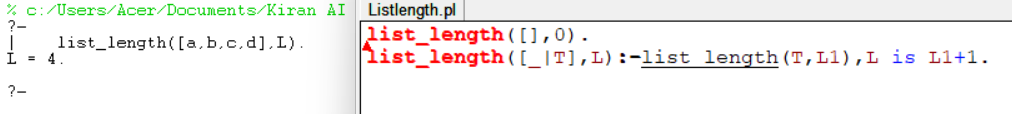 % c:/Users/Acer/Documents/Kiran AI
?-
|    list_length([a,b,c,d],L).
L = 4.
?-
Listlength.pl
list_length([],0).
list_length([_|T],L):-list_length(T,L1),L is L1+1.